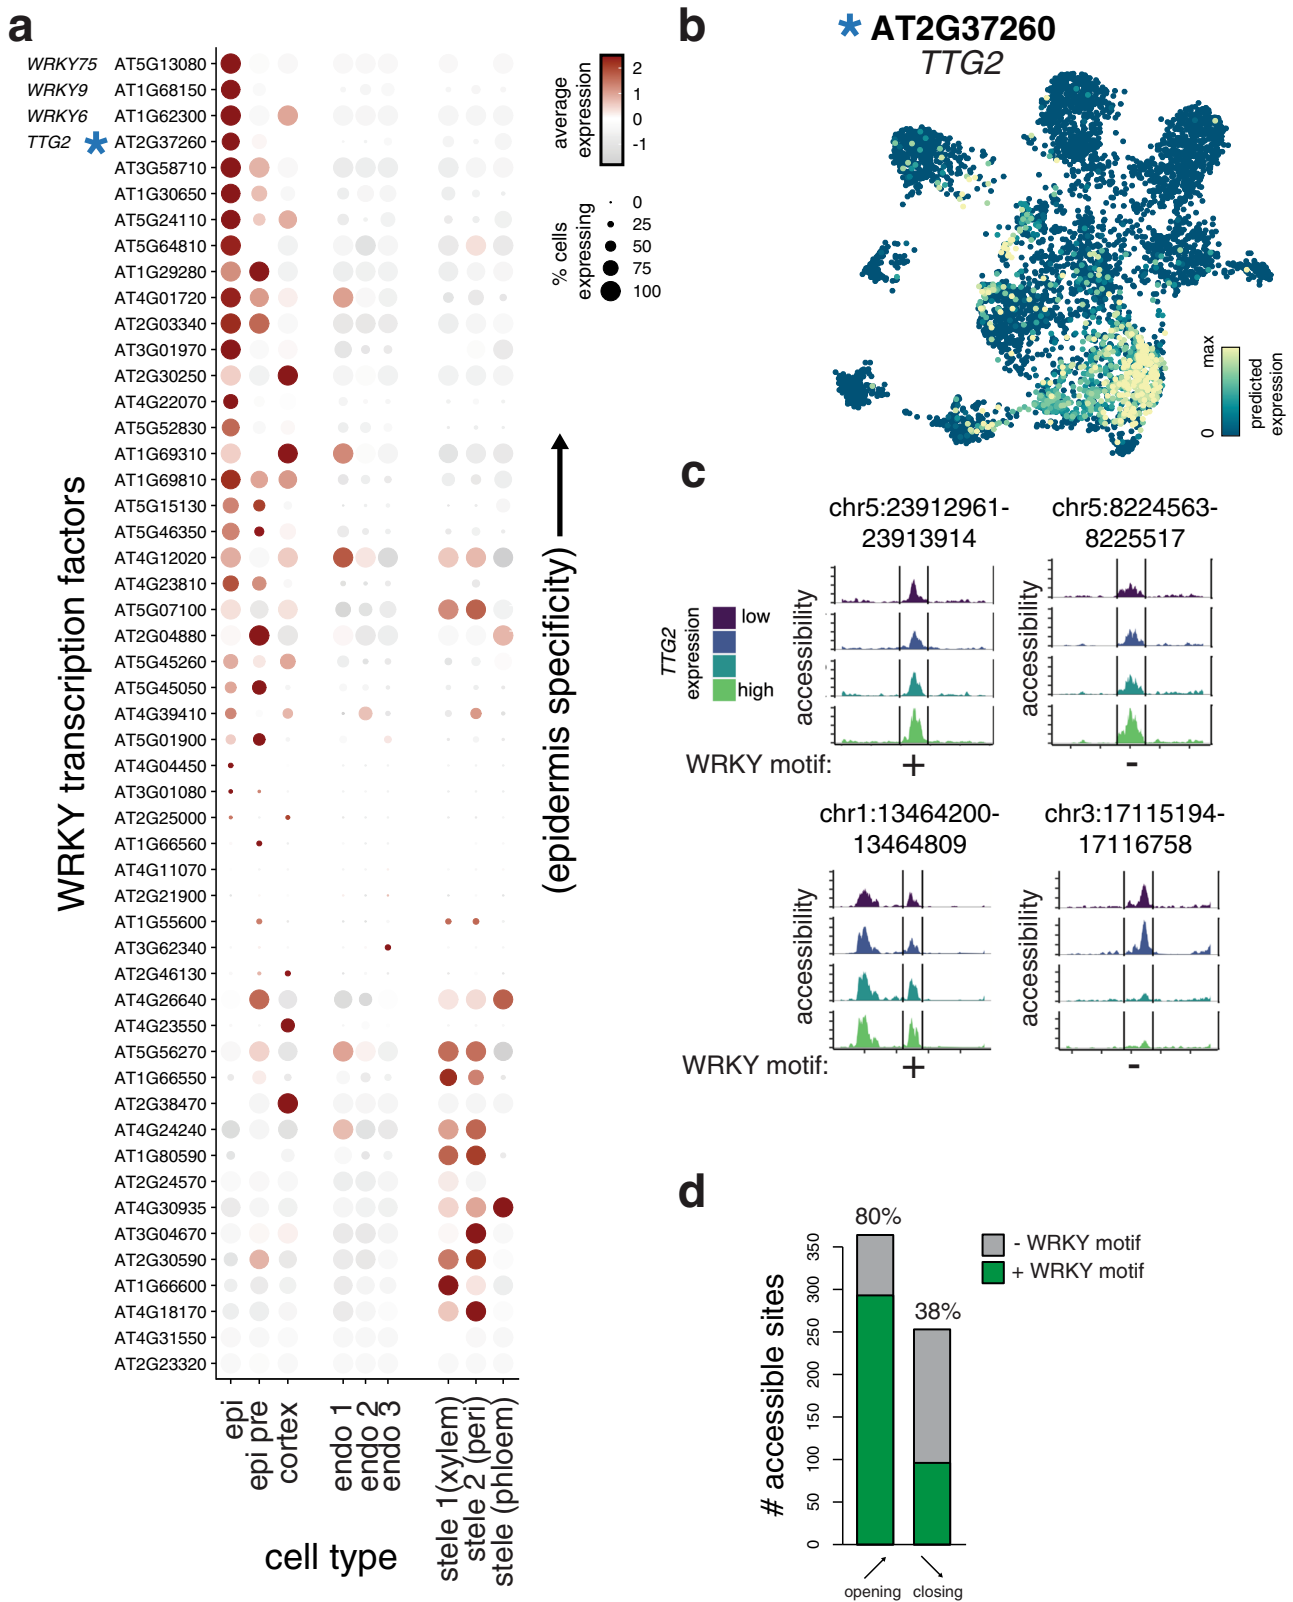 a
WRKY75 AT5G13080
WRKY9 AT1G68150
WRKY6 AT1G62300
TTG2 * AT2G37260
AT3G58710
AT1G30650
AT5G24110
AT5G64810
AT1G29280
AT4G01720
AT2G03340
AT3G01970
AT2G30250
AT4G22070
AT5G52830
AT1G69310
AT1G69810
AT5G15130
AT5G46350
AT4G12020
AT4G23810
AT5G07100
AT2G04880
AT5G45260
AT5G45050
AT4G39410
AT5G01900
AT4G04450
AT3G01080
AT2G25000
AT1G66560
AT4G11070
AT2G21900
AT1G55600
AT3G62340
AT2G46130
AT4G26640
AT4G23550
AT5G56270
AT1G66550
AT2G38470
AT4G24240
AT1G80590
AT2G24570
AT4G30935
AT3G04670
AT2G30590
AT1G66600
AT4G18170
AT4G31550
AT2G23320
WRKY transcription factors
epi
epi pre
cortex
endo 1
endo 2
endo 3
stele 1(xylem)
stele 2 (peri)
stele (phloem)
cell type
average
expression
2
1
0
-1
% cells
expressing
0
25
50
75
100
(epidermis specificity)
b
* AT2G37260
TTG2
max
0
predicted
expression
c
TTG2
expression
low
high
chr5:23912961-
23913914
accessibility
chr5:8224563-
8225517
accessibility
WRKY motif: + -
chr1:13464200-
13464809
accessibility
chr3:17115194-
17116758
accessibility
WRKY motif: + -
d
# accessible sites
350
300
250
200
150
100
50
0
80%
38%
opening
closing
- WRKY motif
+ WRKY motif